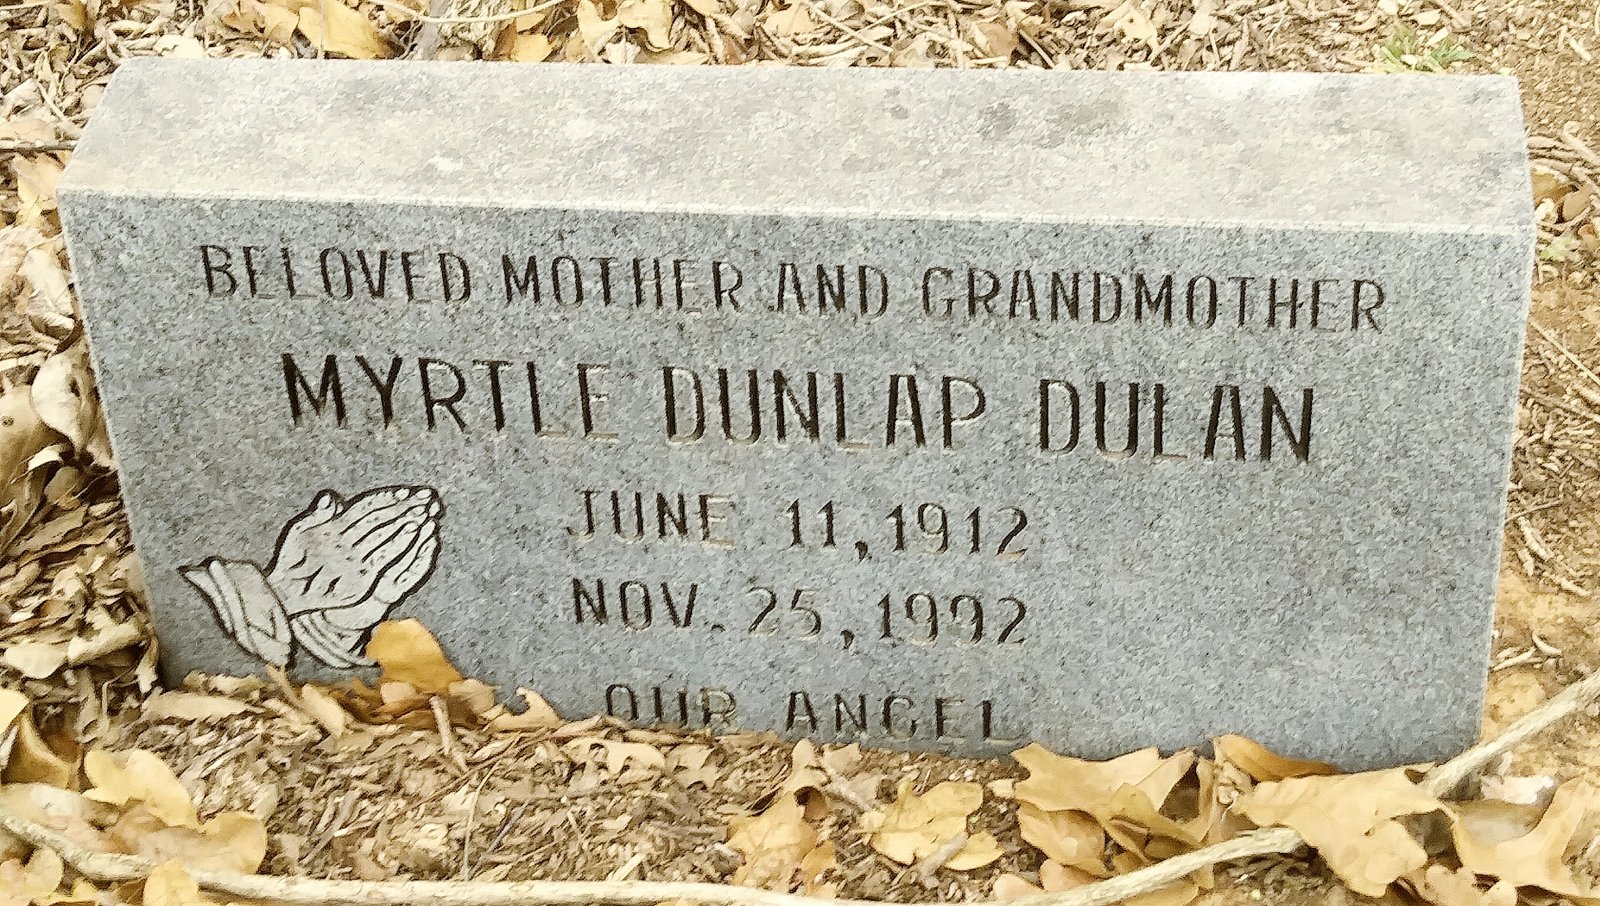 BELOVED MOTHER AND GRANDMOTHER
MYRTLE DUNLAP DULAN
JUNE 11, 1912
NOV. 25, 1992
OUR ANGEL